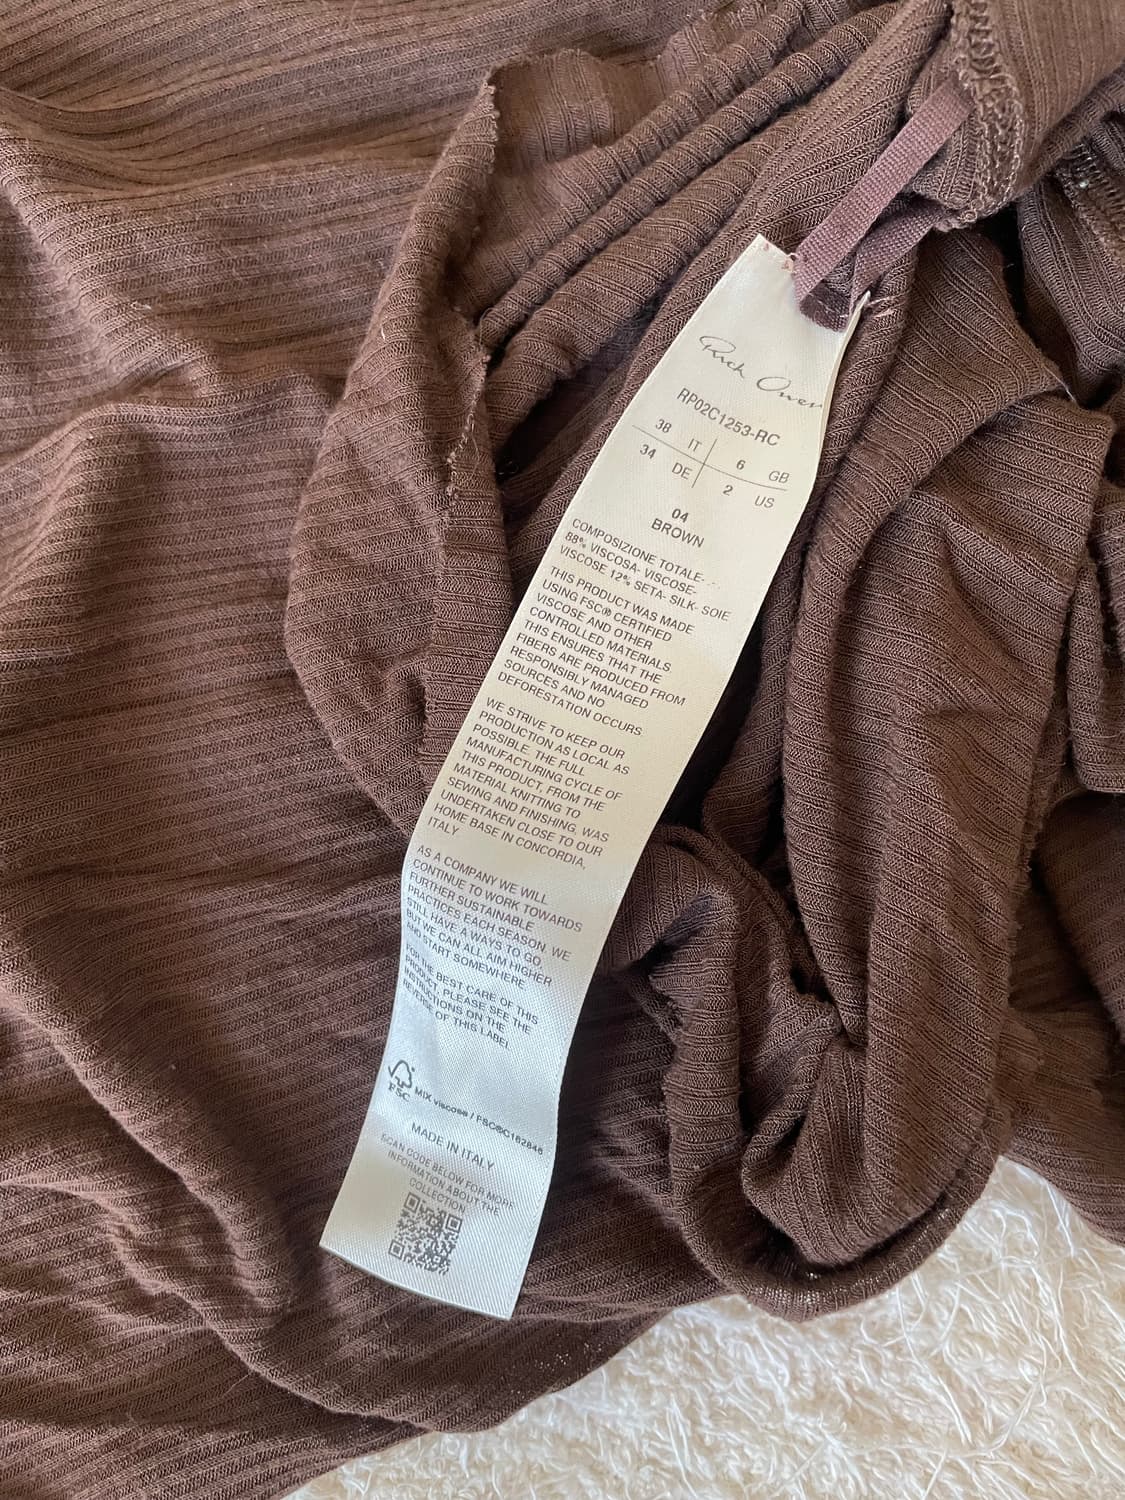 Rick Owens
RP02C1253-RC
38 IT 6 GB
34 DE 2 US
04
BROWN
COMPOSIZIONE TOTALE-
88% VISCOSA- VISCOSE-
VISCOSE 12% SETA- SILK- SOIE
THIS PRODUCT WAS MADE
USING FSC® CERTIFIED
VISCOSE AND OTHER
CONTROLLED MATERIALS
THIS ENSURES THAT THE
FIBERS ARE PRODUCED FROM
RESPONSIBLY MANAGED
SOURCES AND NO
DEFORESTATION OCCURS
WE STRIVE TO KEEP OUR
PRODUCTION AS LOCAL AS
POSSIBLE. THE FULL
MANUFACTURING CYCLE OF
THIS PRODUCT, FROM THE
MATERIAL KNITTING TO
SEWING AND FINISHING, WAS
UNDERTAKEN CLOSE TO OUR
HOME BASE IN CONCORDIA,
ITALY
AS A COMPANY WE WILL
CONTINUE TO WORK TOWARDS
FURTHER SUSTAINABLE
PRACTICES EACH SEASON. WE
STILL HAVE A WAYS TO GO,
BUT WE CAN ALL AIM HIGHER
AND START SOMEWHERE
FOR THE BEST CARE OF THIS
PRODUCT, PLEASE SEE THE
INSTRUCTIONS ON THE
REVERSE OF THIS LABEL
FSC MIX viscose / FSC®C162846
MADE IN ITALY
SCAN CODE BELOW FOR MORE
INFORMATION ABOUT THE
COLLECTION